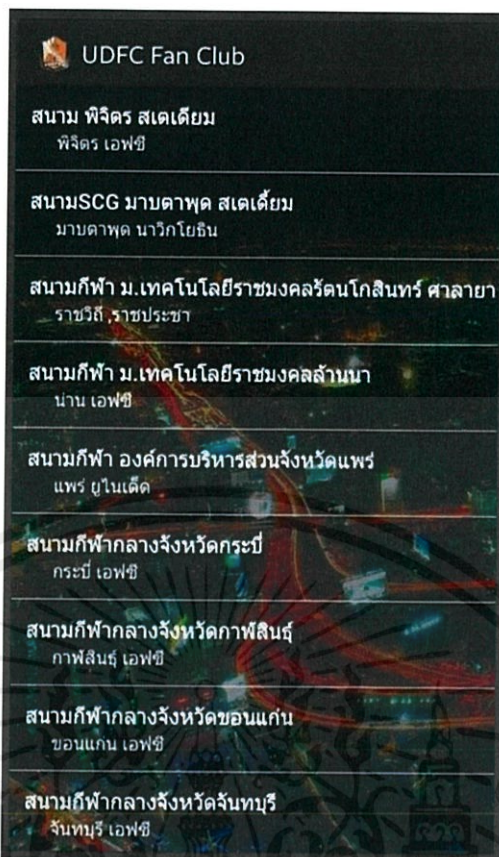 UDFC Fan Club
สนาม พิจิตร สเตเดียม
พิจิตร เอฟซี
สนามSCG มาบตาพุด สเตเดี้ยม
มาบตาพุด นาวิกโยธิน
สนามกีฬา ม.เทคโนโลยีราชมงคลรัตนโกสินทร์ ศาลายา
ราชวิถี ,ราชประชา
สนามกีฬา ม.เทคโนโลยีราชมงคลล้านนา
น่าน เอฟซี
สนามกีฬา องค์การบริหารส่วนจังหวัดแพร่
แพร่ ยูไนเต็ด
สนามกีฬากลางจังหวัดกระบี่
กระบี่ เอฟซี
สนามกีฬากลางจังหวัดกาฬสินธุ์
กาฬสินธุ์ เอฟซี
สนามกีฬากลางจังหวัดขอนแก่น
ขอนแก่น เอฟซี
สนามกีฬากลางจังหวัดจันทบุรี
จันทบุรี เอฟซี